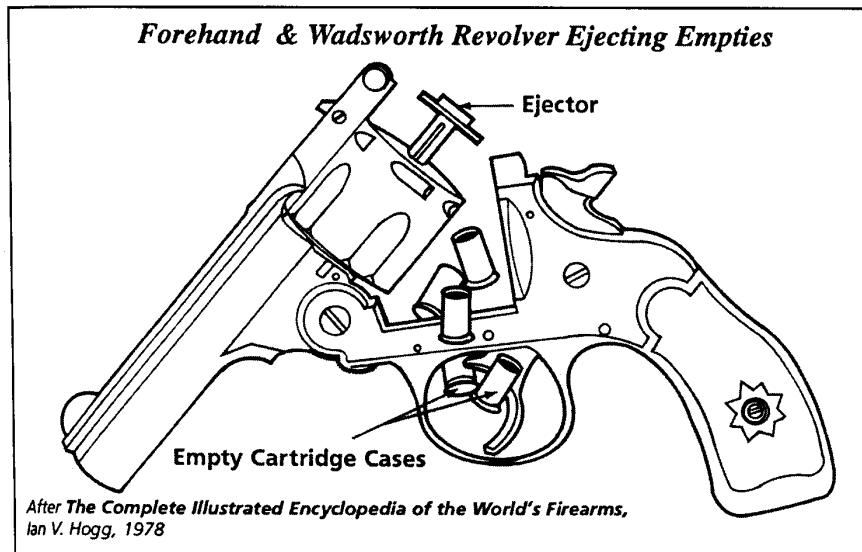 Forehand & Wadsworth Revolver Ejecting Empties
Ejector
Empty Cartridge Cases
After The Complete Illustrated Encyclopedia of the World's Firearms,
Ian V. Hogg, 1978